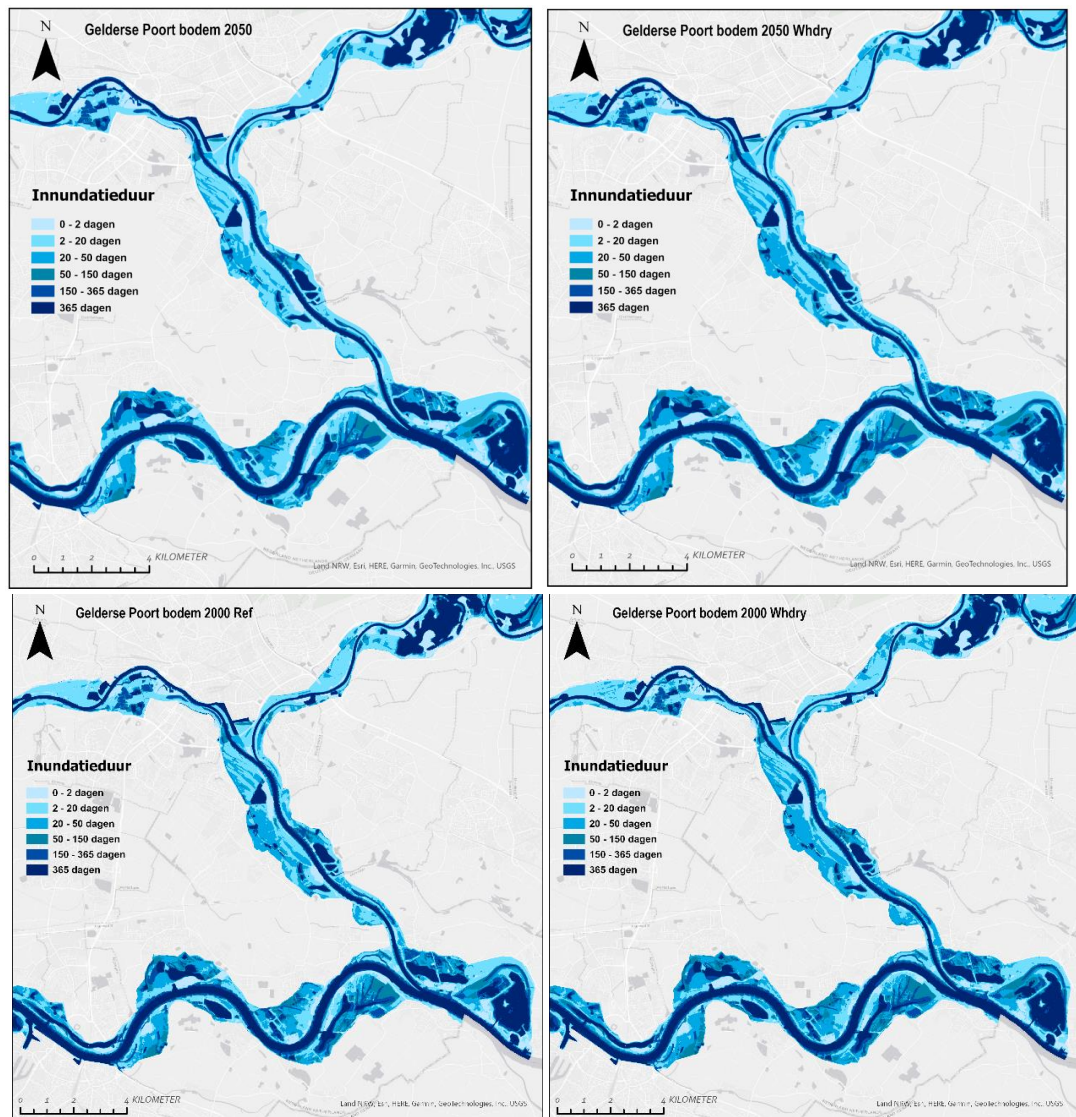 N
Gelderse Poort bodem 2050
Innundatieduur
0 - 2 dagen
2 - 20 dagen
20 - 50 dagen
50 - 150 dagen
150 - 365 dagen
365 dagen
0 1 2 4 KILOMETER
Land NRW, Esri, HERE, Garmin, GeoTechnologies, Inc., USGS
N
Gelderse Poort bodem 2050 Whdry
Innundatieduur
0 - 2 dagen
2 - 20 dagen
20 - 50 dagen
50 - 150 dagen
150 - 365 dagen
365 dagen
0 1 2 4 KILOMETER
Land NRW, Esri, HERE, Garmin, GeoTechnologies, Inc., USGS
N
Gelderse Poort bodem 2000 Ref
Inundatieduur
0 - 2 dagen
2 - 20 dagen
20 - 50 dagen
50 - 150 dagen
150 - 365 dagen
365 dagen
0 1 2 4 KILOMETER
Land NRW, Esri, HERE, Garmin, GeoTechnologies, Inc., USGS
N
Gelderse Poort bodem 2000 Whdry
Inundatieduur
0 - 2 dagen
2 - 20 dagen
20 - 50 dagen
50 - 150 dagen
150 - 365 dagen
365 dagen
0 1 2 4 KILOMETER
Land NRW, Esri, HERE, Garmin, GeoTechnologies, Inc., USGS